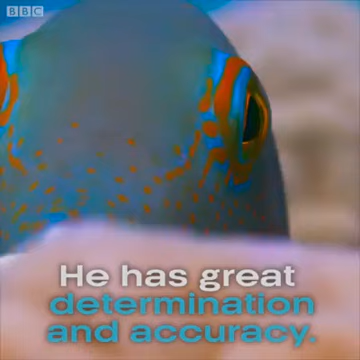 BBC
He has great
determination
and accuracy.